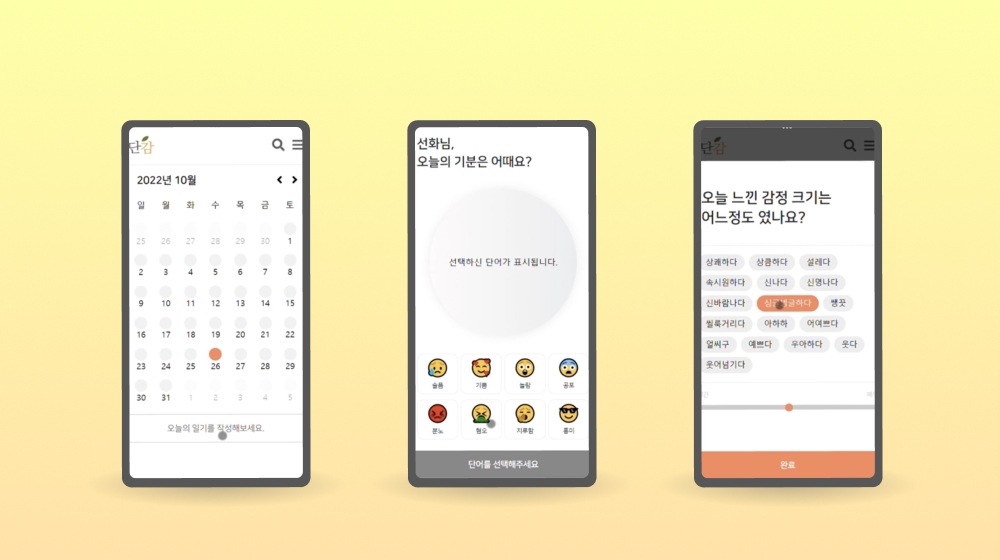 단감
2022년 10월
일 월 화 수 목 금 토
25 26 27 28 29 30 1
2 3 4 5 6 7 8
9 10 11 12 13 14 15
16 17 18 19 20 21 22
23 24 25 26 27 28 29
30 31 1 2 3 4 5
오늘의 일기를 작성해보세요.
선화님,
오늘의 기분은 어때요?
선택하신 단어가 표시됩니다.
슬픔 기쁨 놀람 공포
분노 혐오 지루함 흥미
단어를 선택해주세요
단감
오늘 느낀 감정 크기는
어느정도 였나요?
상쾌하다 상큼하다 설레다
속시원하다 신나다 신명나다
신바람나다 싱글벙글하다 쌩끗
씰룩거리다 아하하 어여쁘다
얼씨구 예쁘다 우아하다 웃다
웃어넘기다
완료